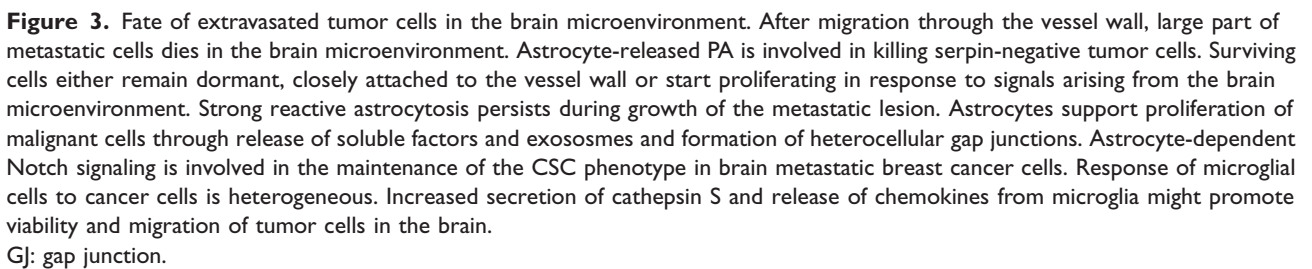 Figure 3. Fate of extravasated tumor cells in the brain microenvironment. After migration through the vessel wall, large part of
metastatic cells dies in the brain microenvironment. Astrocyte-released PA is involved in killing serpin-negative tumor cells. Surviving
cells either remain dormant, closely attached to the vessel wall or start proliferating in response to signals arising from the brain
microenvironment. Strong reactive astrocytosis persists during growth of the metastatic lesion. Astrocytes support proliferation of
malignant cells through release of soluble factors and exososmes and formation of heterocellular gap junctions. Astrocyte-dependent
Notch signaling is involved in the maintenance of the CSC phenotype in brain metastatic breast cancer cells. Response of microglial
cells to cancer cells is heterogeneous. Increased secretion of cathepsin S and release of chemokines from microglia might promote
viability and migration of tumor cells in the brain.
GJ: gap junction.